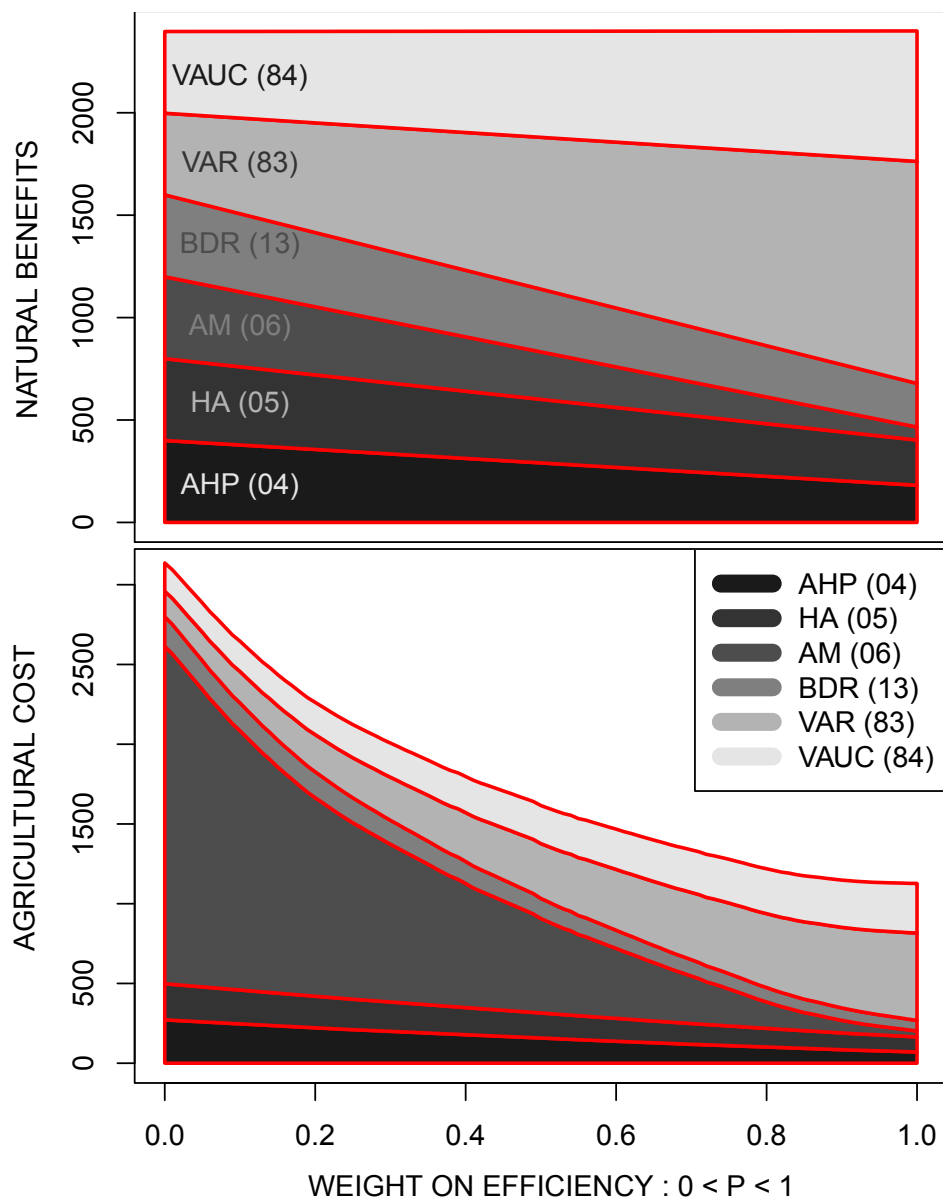 NATURAL BENEFITS
2000
1500
1000
500
0
VAUC (84)
VAR (83)
BDR (13)
AM (06)
HA (05)
AHP (04)
AGRICULTURAL COST
2500
1500
500
0
AHP (04)
HA (05)
AM (06)
BDR (13)
VAR (83)
VAUC (84)
0.0 0.2 0.4 0.6 0.8 1.0
WEIGHT ON EFFICIENCY : 0 < P < 1